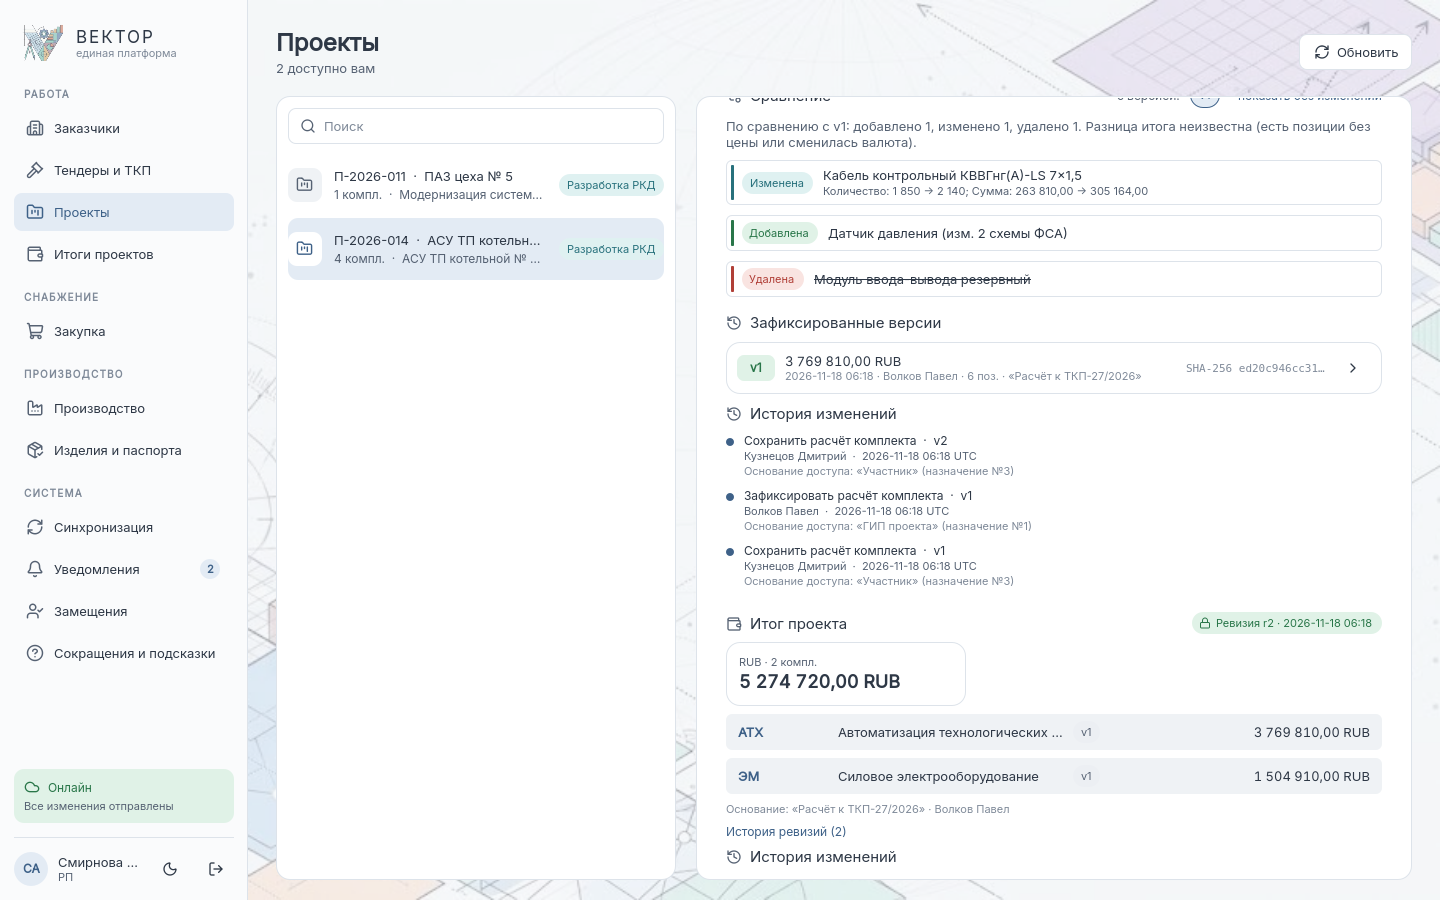 ВЕКТОР
единая платформа
РАБОТА
Заказчики
Тендеры и ТКП
Проекты
Итоги проектов
СНАБЖЕНИЕ
Закупка
ПРОИЗВОДСТВО
Производство
Изделия и паспорта
СИСТЕМА
Синхронизация
Уведомления 2
Замещения
Сокращения и подсказки
Онлайн
Все изменения отправлены
СА Смирнова ...
РП
Проекты
2 доступно вам
Обновить
Поиск
П-2026-011 · ПАЗ цеха № 5
1 компл. · Модернизация систем...
Разработка РКД
П-2026-014 · АСУ ТП котельн...
4 компл. · АСУ ТП котельной № ...
Разработка РКД
Сравнение с версией: показать без изменений
По сравнению с v1: добавлено 1, изменено 1, удалено 1. Разница итога неизвестна (есть позиции без
цены или сменилась валюта).
Изменена Кабель контрольный КВВГнг(А)-LS 7×1,5
Количество: 1 850 → 2 140; Сумма: 263 810,00 → 305 164,00
Добавлена Датчик давления (изм. 2 схемы ФСА)
Удалена Модуль ввода-вывода резервный
Зафиксированные версии
v1 3 769 810,00 RUB
2026-11-18 06:18 · Волков Павел · 6 поз. · «Расчёт к ТКП-27/2026»
SHA-256 ed20c946cc31…
История изменений
Сохранить расчёт комплекта · v2
Кузнецов Дмитрий · 2026-11-18 06:18 UTC
Основание доступа: «Участник» (назначение №3)
Зафиксировать расчёт комплекта · v1
Волков Павел · 2026-11-18 06:18 UTC
Основание доступа: «ГИП проекта» (назначение №1)
Сохранить расчёт комплекта · v1
Кузнецов Дмитрий · 2026-11-18 06:18 UTC
Основание доступа: «Участник» (назначение №3)
Итог проекта
Ревизия r2 · 2026-11-18 06:18
RUB · 2 компл.
5 274 720,00 RUB
АТХ Автоматизация технологических ... v1 3 769 810,00 RUB
ЭМ Силовое электрооборудование v1 1 504 910,00 RUB
Основание: «Расчёт к ТКП-27/2026» · Волков Павел
История ревизий (2)
История изменений